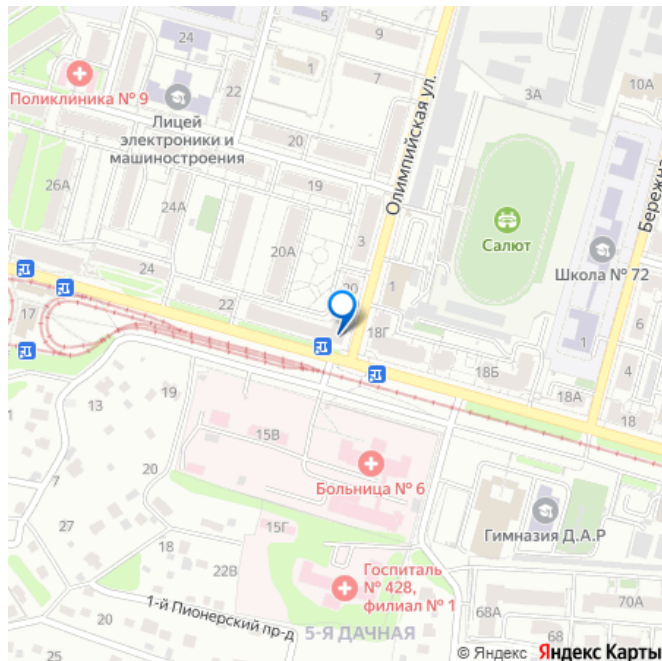 24
5
9
Поликлиника № 9
1
7
10А
22
3А
Лицей
электроники и
машиностроения
20
Олимпийская ул.
26А
19
24А
Салют
20А
3
Школа № 72
24
20
1
22
17
18Г
6
1
18Б
4
18А
19
18
13
15В
20
Больница № 6
7
27
15Г
Гимназия Д.А.Р
18
22В
Госпиталь
№ 428,
филиал № 1
1-й Пионерский пр-д
20
68А
70А
25
5-Я ДАЧНАЯ
© Яндекс Яндекс Карты